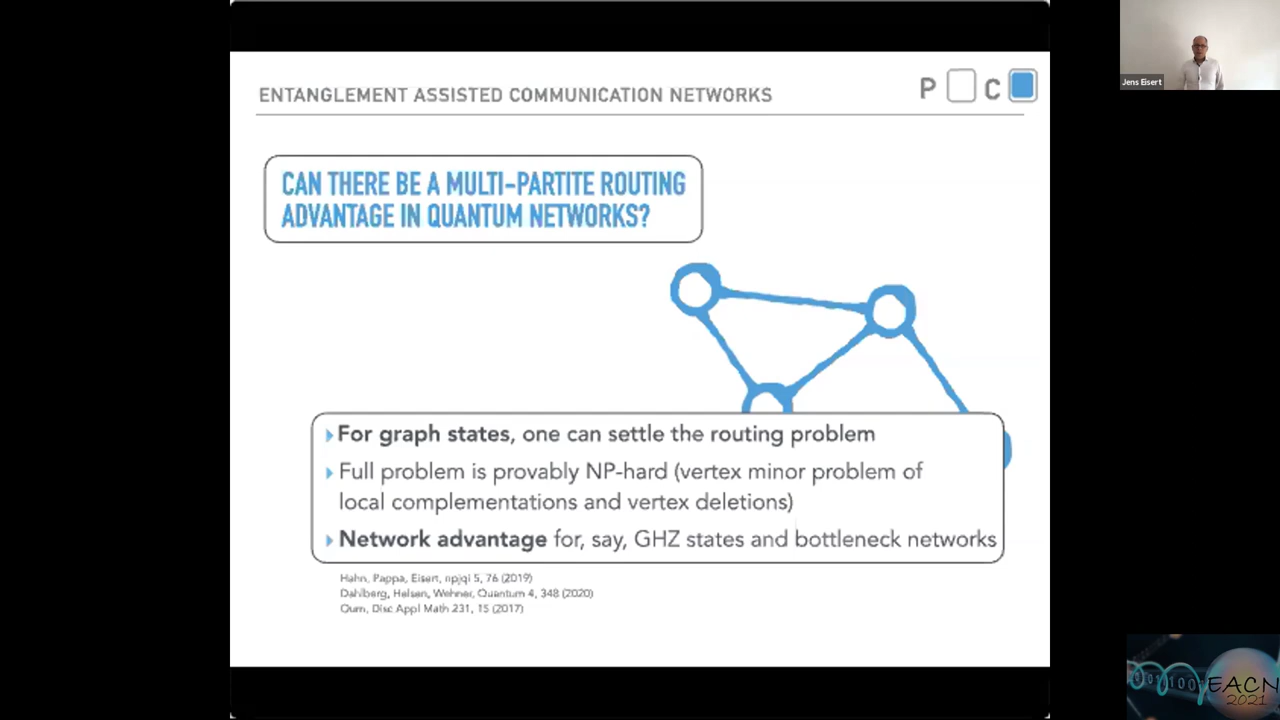 Jens Eisert
ENTANGLEMENT ASSISTED COMMUNICATION NETWORKS
P C
CAN THERE BE A MULTI-PARTITE ROUTING
ADVANTAGE IN QUANTUM NETWORKS?
For graph states, one can settle the routing problem
Full problem is provably NP-hard (vertex minor problem of
local complementations and vertex deletions)
Network advantage for, say, GHZ states and bottleneck networks
Hahn, Pappa, Eisert, npjqi 5, 76 (2019)
Dahlberg, Helsen, Wehner, Quantum 4, 348 (2020)
Oum, Disc Appl Math 231, 15 (2017)
EACN
2021